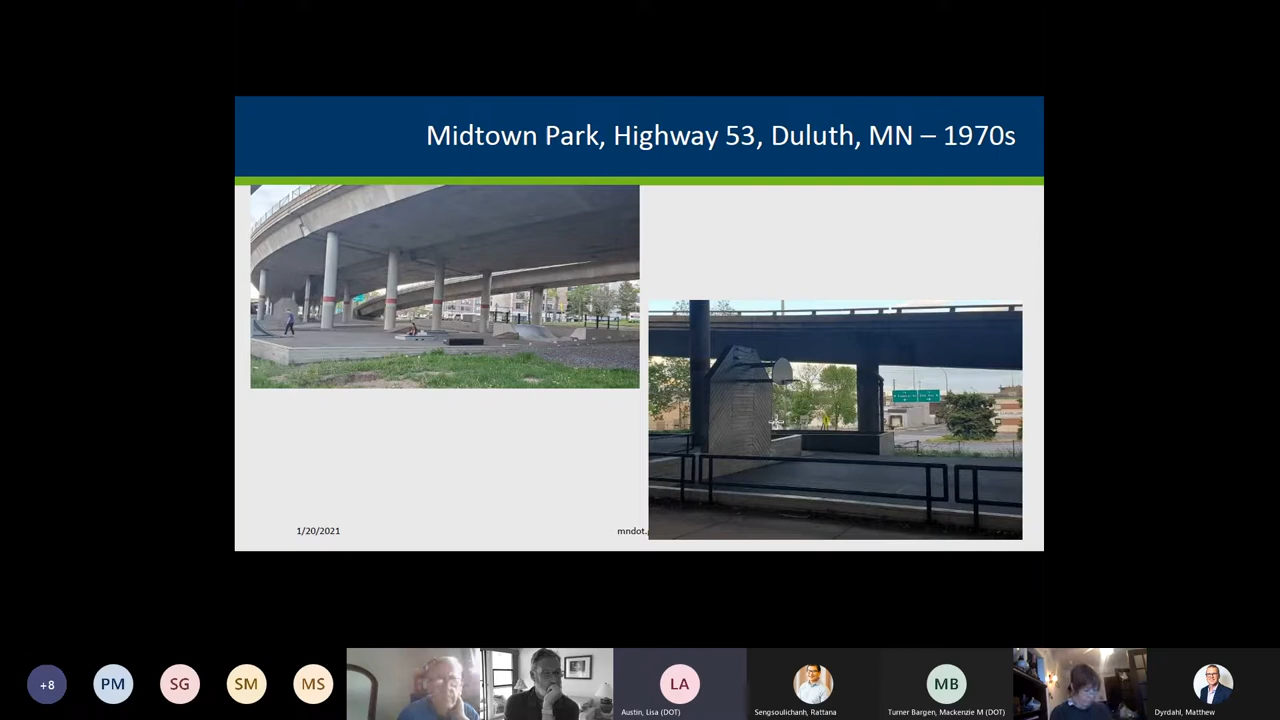 Midtown Park, Highway 53, Duluth, MN – 1970s
1/20/2021
mndot.
+8
PM
SG
SM
MS
LA
Austin, Lisa (DOT)
Sengsoulichanh, Rattana
MB
Turner Bargen, Mackenzie M (DOT)
Dyrdahl, Matthew